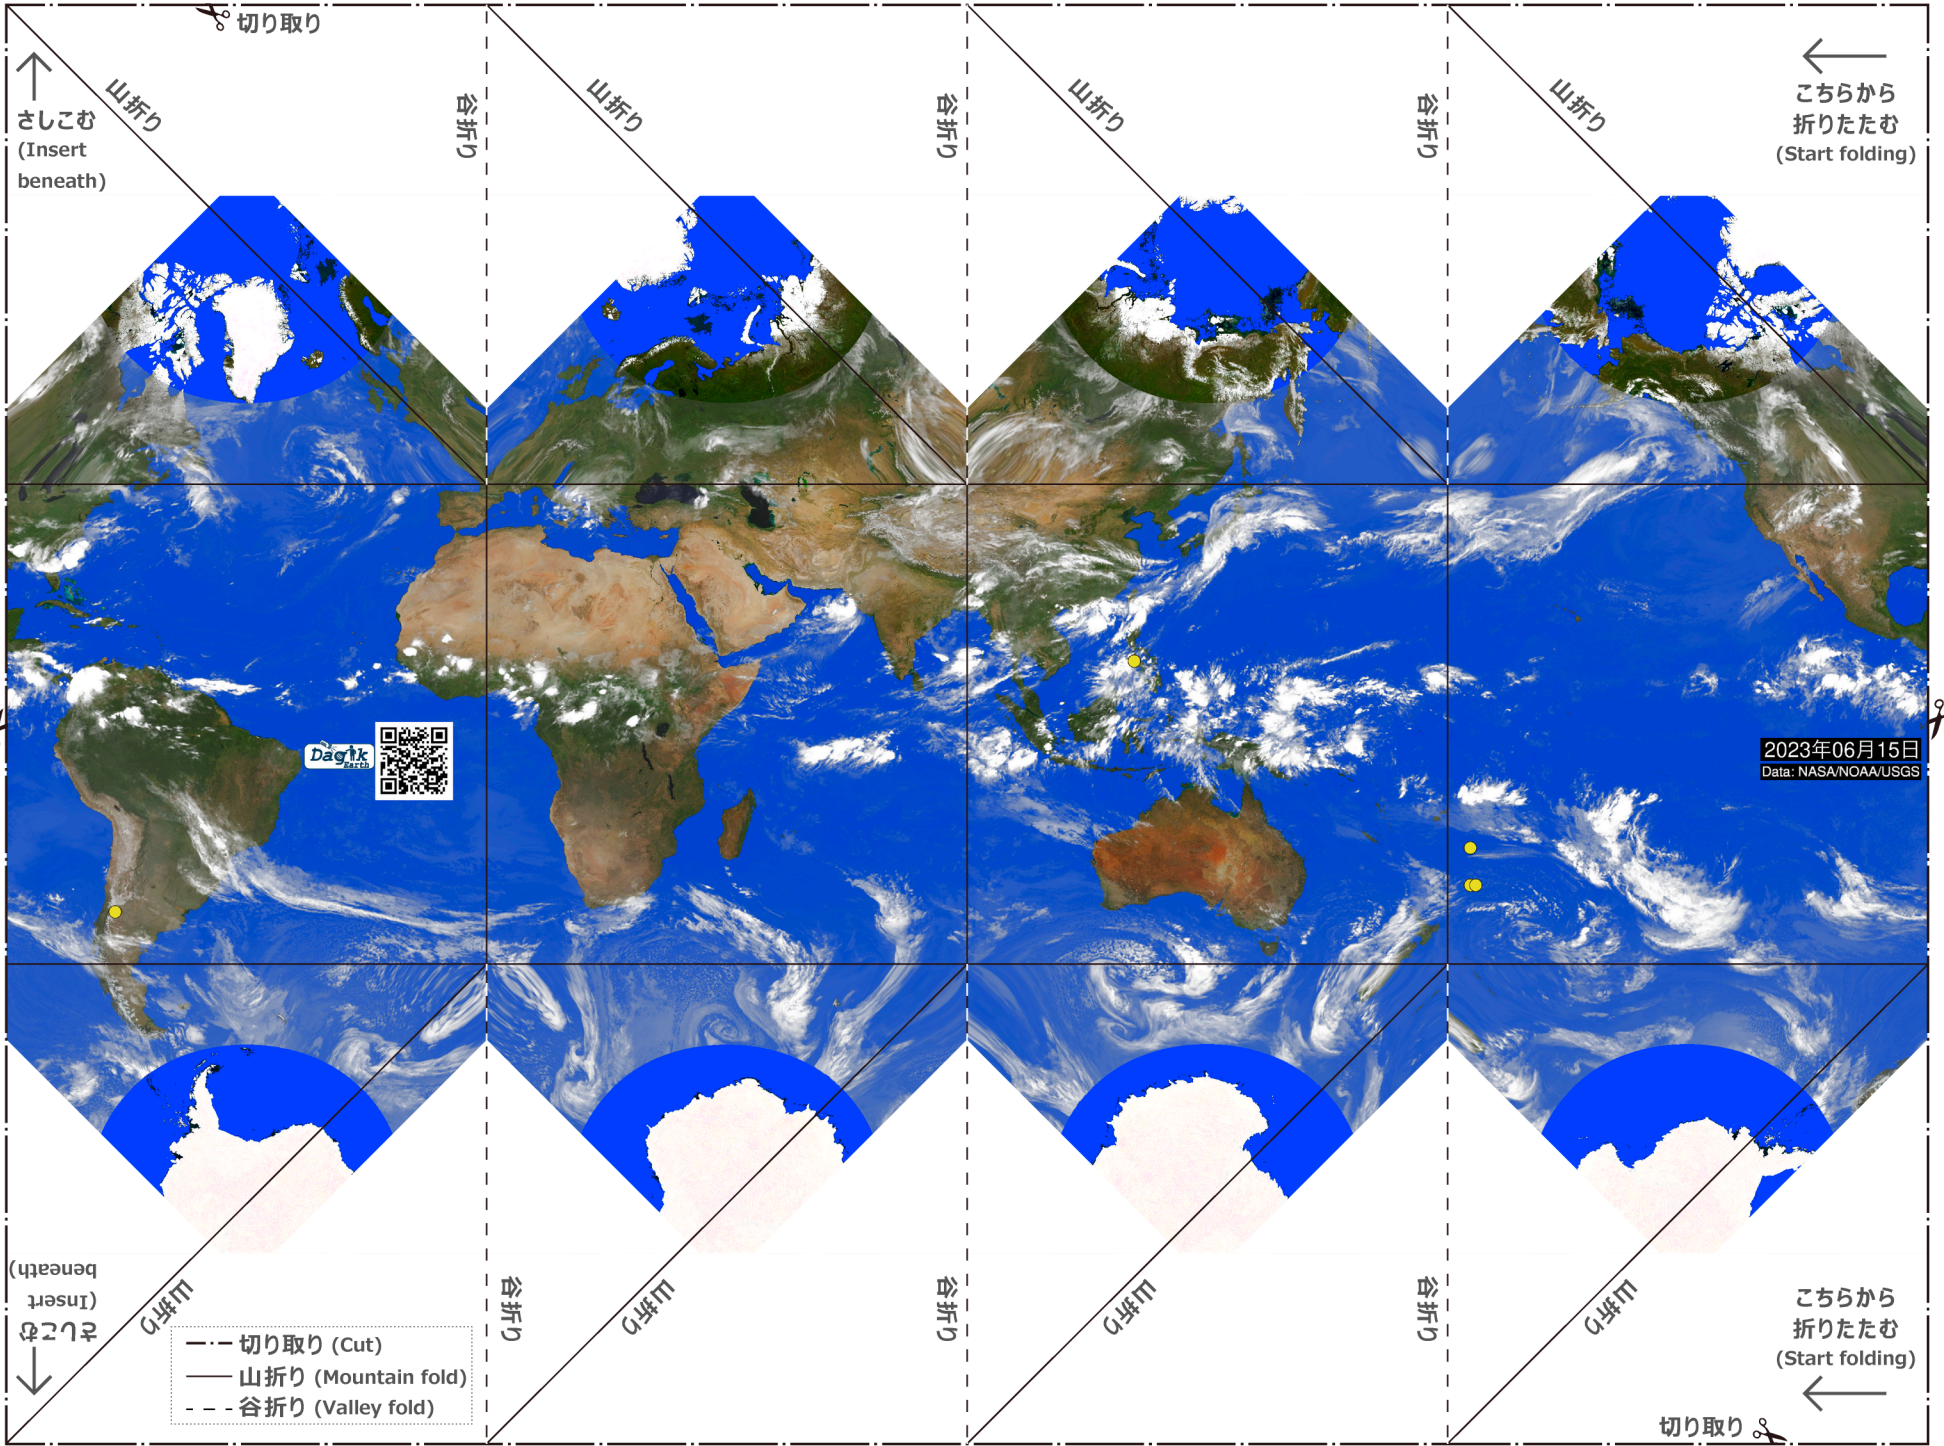 切り取り
山折り
谷折り
山折り
谷折り
山折り
谷折り
山折り
さしこむ
(Insert
beneath)
こちらから
折りたたむ
(Start folding)
Dagik
Earth
2023年06月15日
Data: NASA/NOAA/USGS
さしこむ
(Insert
beneath)
山折り
谷折り
山折り
谷折り
山折り
谷折り
山折り
こちらから
折りたたむ
(Start folding)
切り取り (Cut)
山折り (Mountain fold)
谷折り (Valley fold)
切り取り